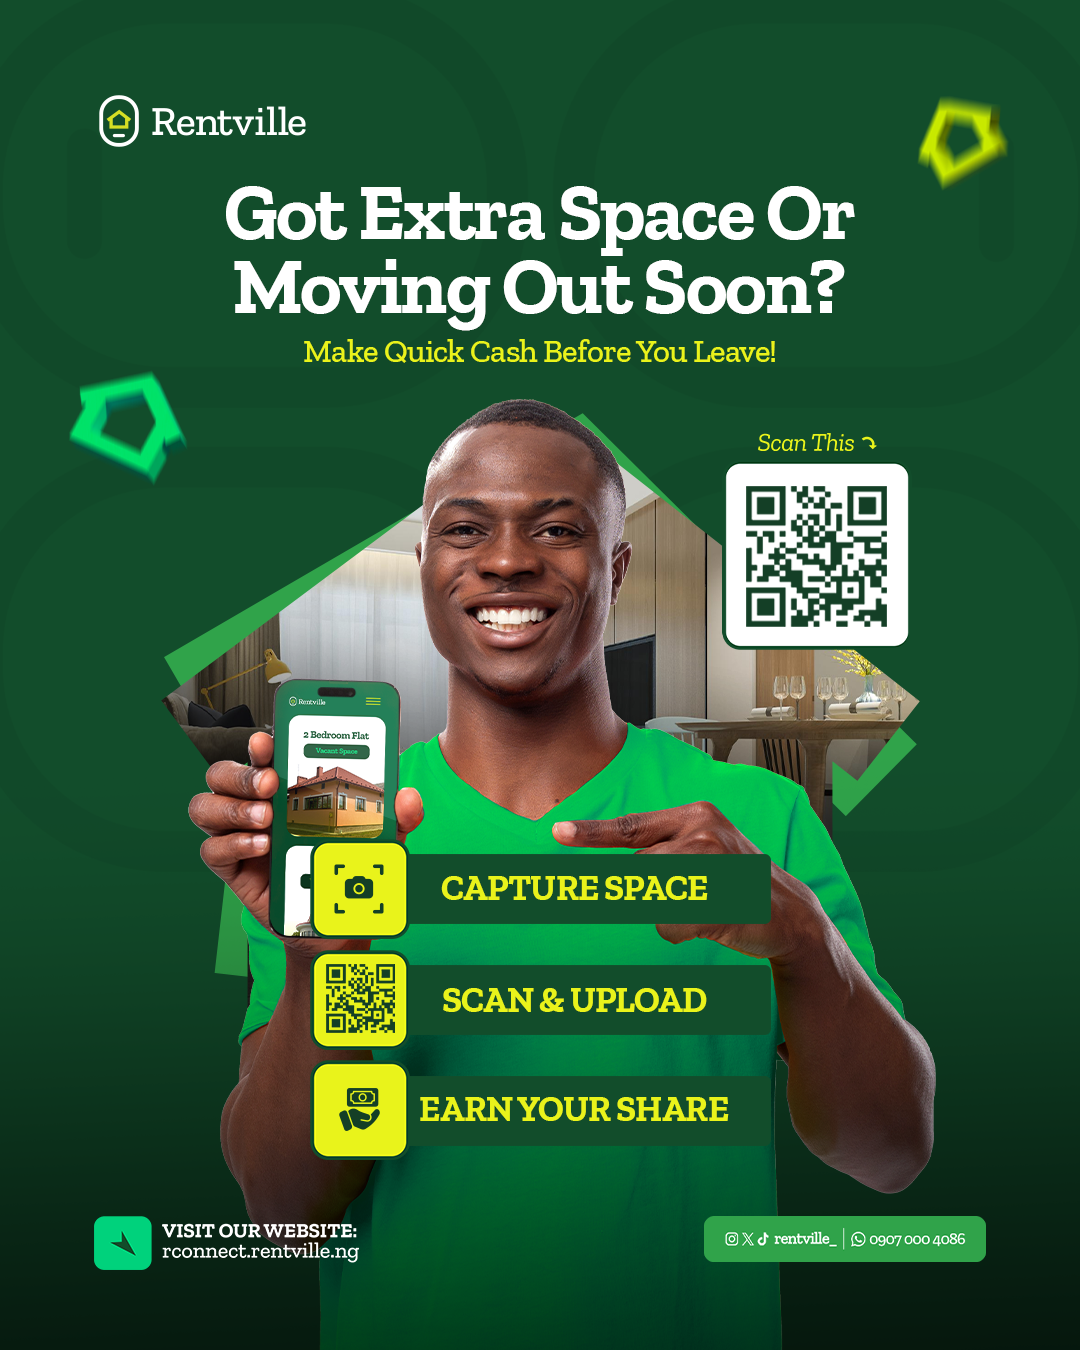 Rentville
Got Extra Space Or
Moving Out Soon?
Make Quick Cash Before You Leave!
Scan This
Rentville
2 Bedroom Flat
Vacant Space
CAPTURE SPACE
SCAN & UPLOAD
EARN YOUR SHARE
VISIT OUR WEBSITE:
rconnect.rentville.ng
rentville_ 0907 000 4086